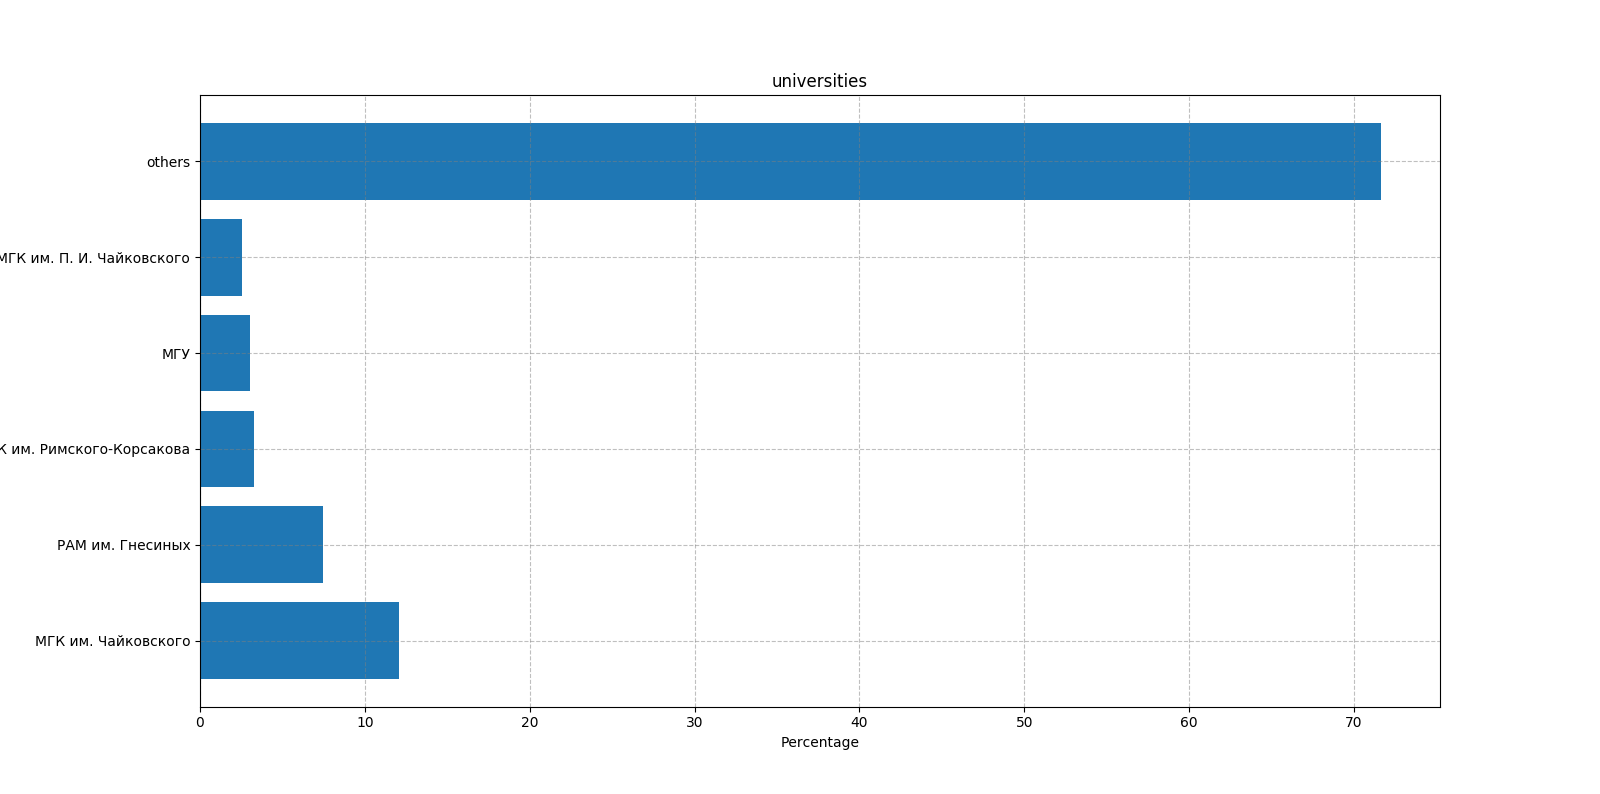 universities
others
МГК им. П. И. Чайковского
МГУ
им. Римского-Корсакова
РАМ им. Гнесиных
МГК им. Чайковского
0 10 20 30 40 50 60 70
Percentage